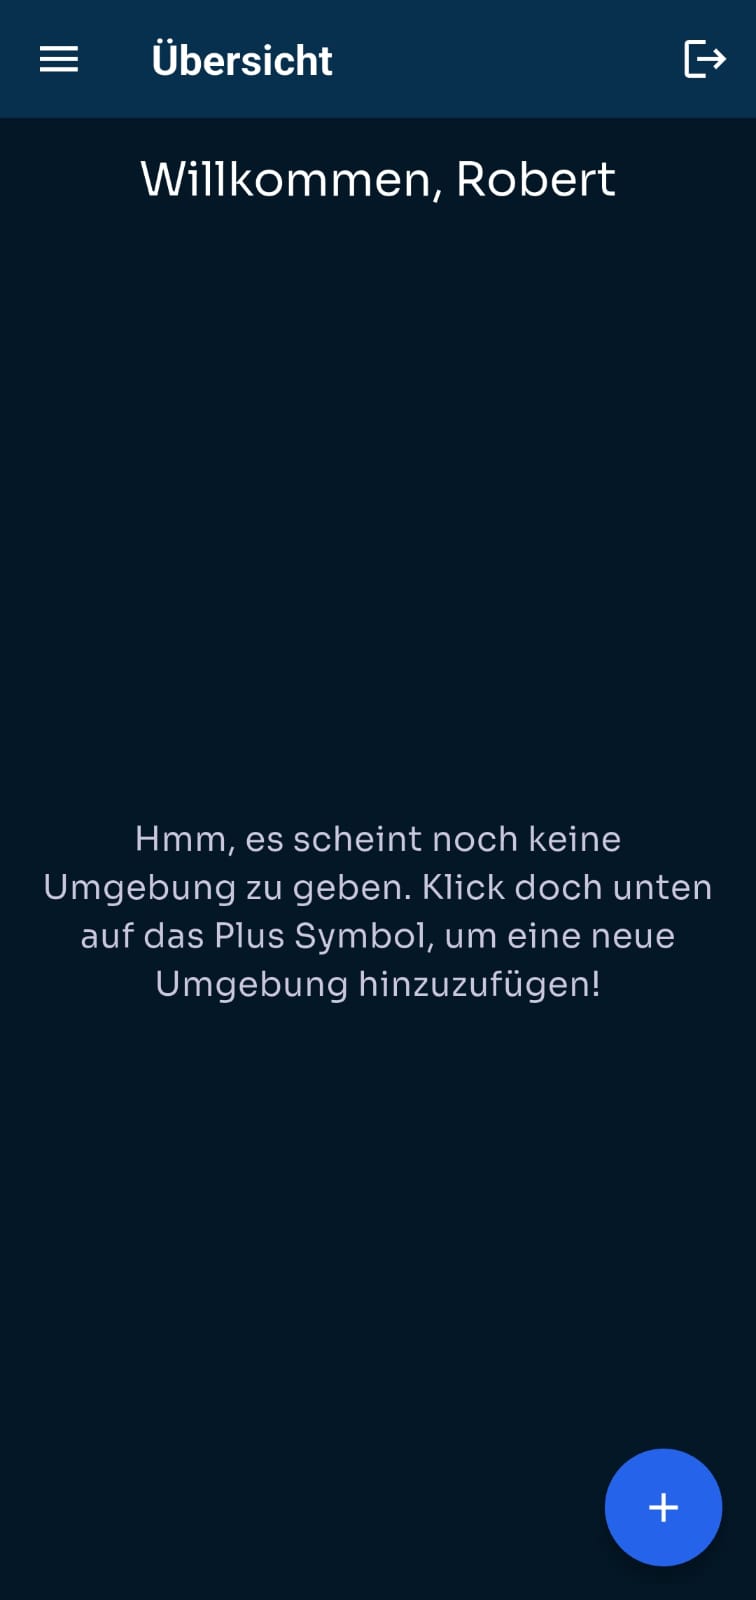 Übersicht
Willkommen, Robert
Hmm, es scheint noch keine
Umgebung zu geben. Klick doch unten
auf das Plus Symbol, um eine neue
Umgebung hinzuzufügen!